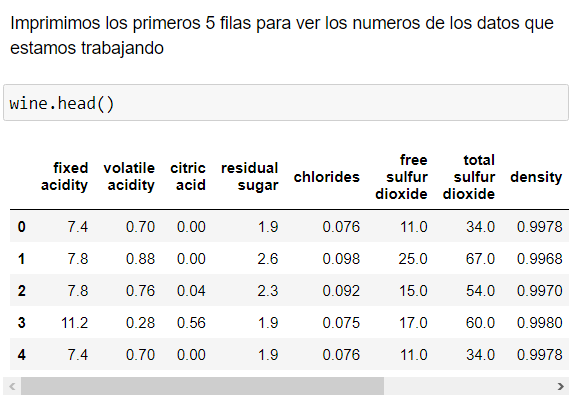 Imprimimos los primeros 5 filas para ver los numeros de los datos que
estamos trabajando
wine.head()
fixed acidity volatile acidity citric acid residual sugar chlorides free sulfur dioxide total sulfur dioxide density
0 7.4 0.70 0.00 1.9 0.076 11.0 34.0 0.9978
1 7.8 0.88 0.00 2.6 0.098 25.0 67.0 0.9968
2 7.8 0.76 0.04 2.3 0.092 15.0 54.0 0.9970
3 11.2 0.28 0.56 1.9 0.075 17.0 60.0 0.9980
4 7.4 0.70 0.00 1.9 0.076 11.0 34.0 0.9978